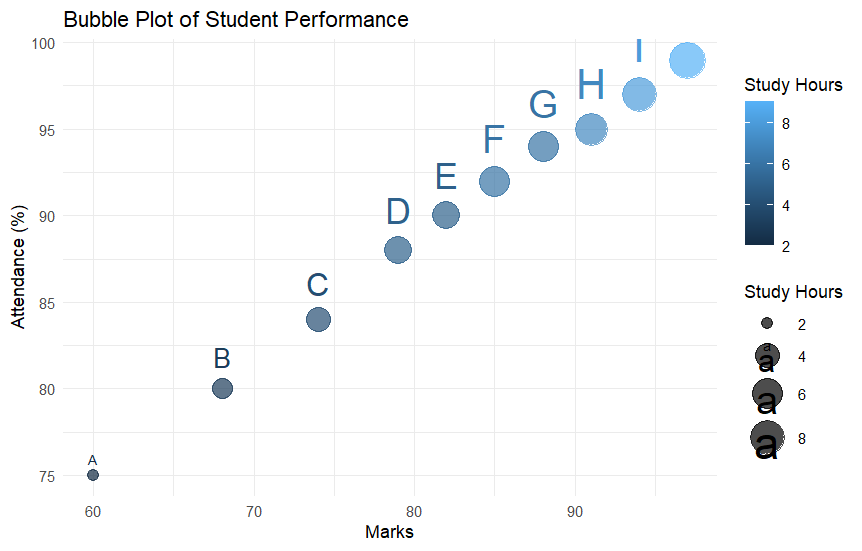 Bubble Plot of Student Performance
100
95
90
85
80
75
Attendance (%)
60
70
80
90
Marks
A
B
C
D
E
F
G
H
I
Study Hours
8
6
4
2
Study Hours
2
a
a 4
a 6
a 8